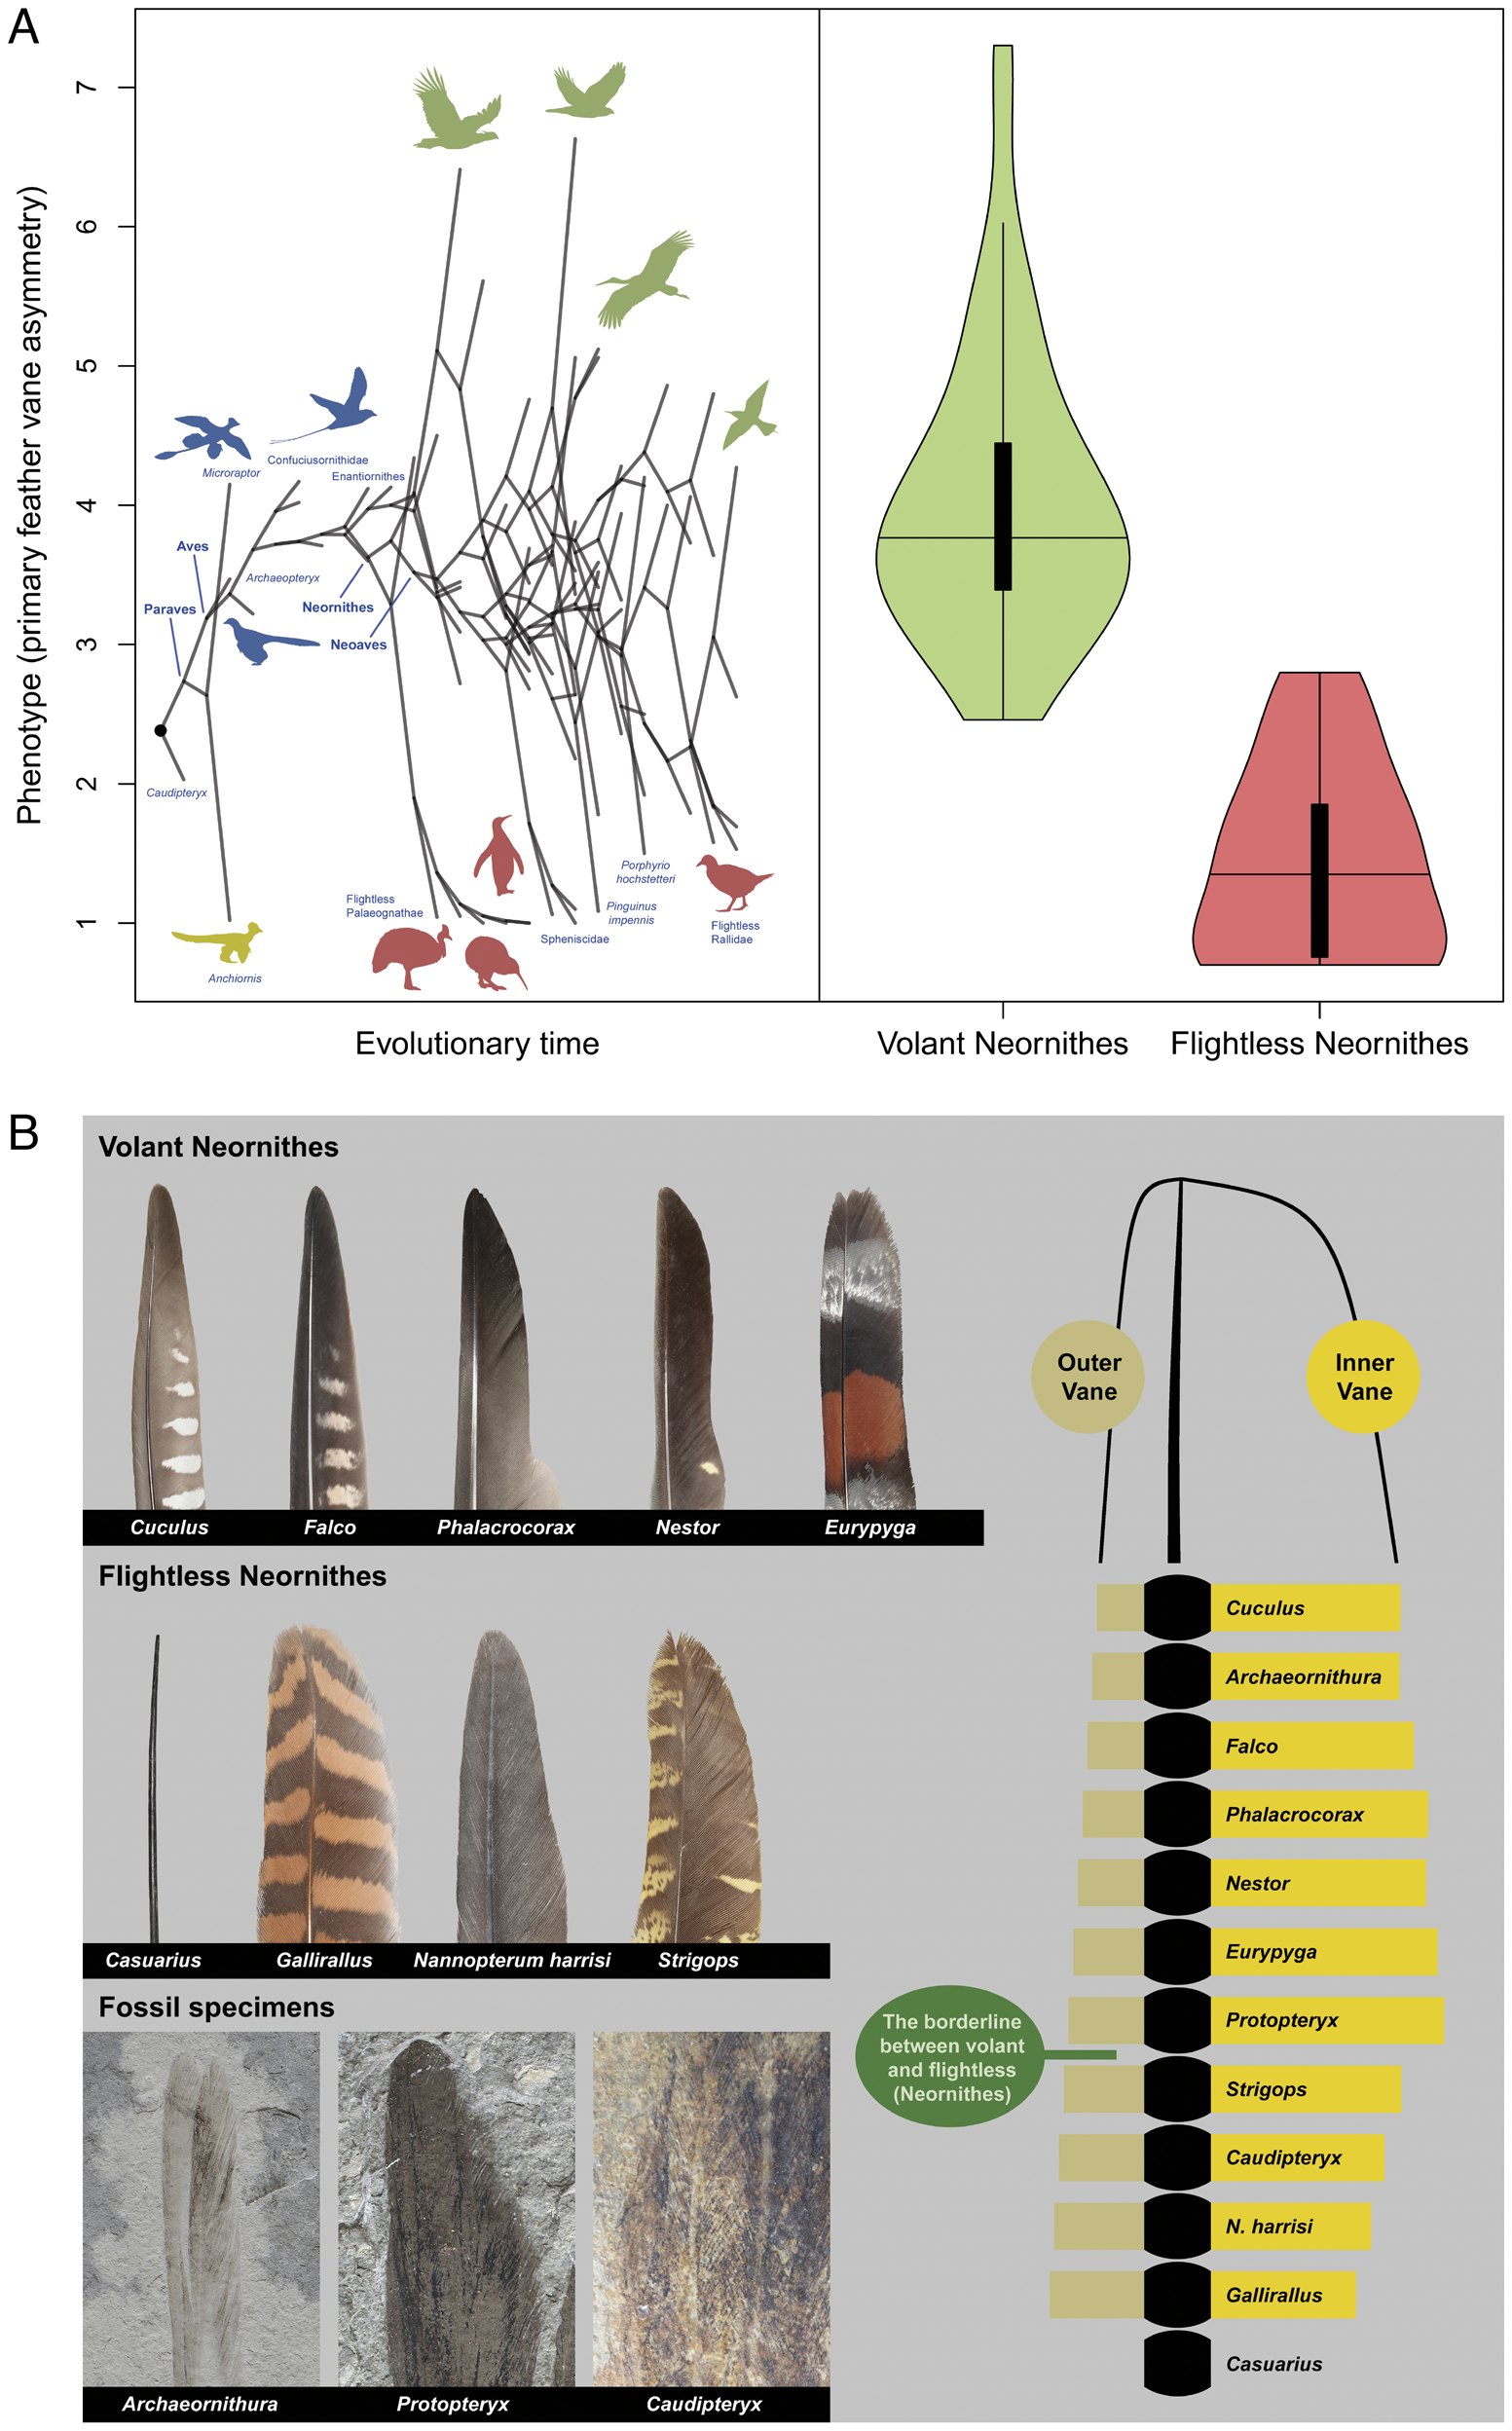 A
Phenotype (primary feather vane asymmetry)
7
6
5
4
3
2
1
Microraptor
Confuciusornithidae
Enantiornithes
Aves
Archaeopteryx
Paraves
Neornithes
Neoaves
Caudipteryx
Anchiornis
Flightless
Palaeognathae
Spheniscidae
Porphyrio
hochstetteri
Pinguinus
impennis
Flightless
Rallidae
Evolutionary time
Volant Neornithes
Flightless Neornithes
B
Volant Neornithes
Cuculus
Falco
Phalacrocorax
Nestor
Eurypyga
Flightless Neornithes
Casuarius
Gallirallus
Nannopterum harrisi
Strigops
Fossil specimens
Archaeornithura
Protopteryx
Caudipteryx
Outer
Vane
Inner
Vane
Cuculus
Archaeornithura
Falco
Phalacrocorax
Nestor
Eurypyga
Protopteryx
The borderline
between volant
and flightless
(Neornithes)
Strigops
Caudipteryx
N. harrisi
Gallirallus
Casuarius